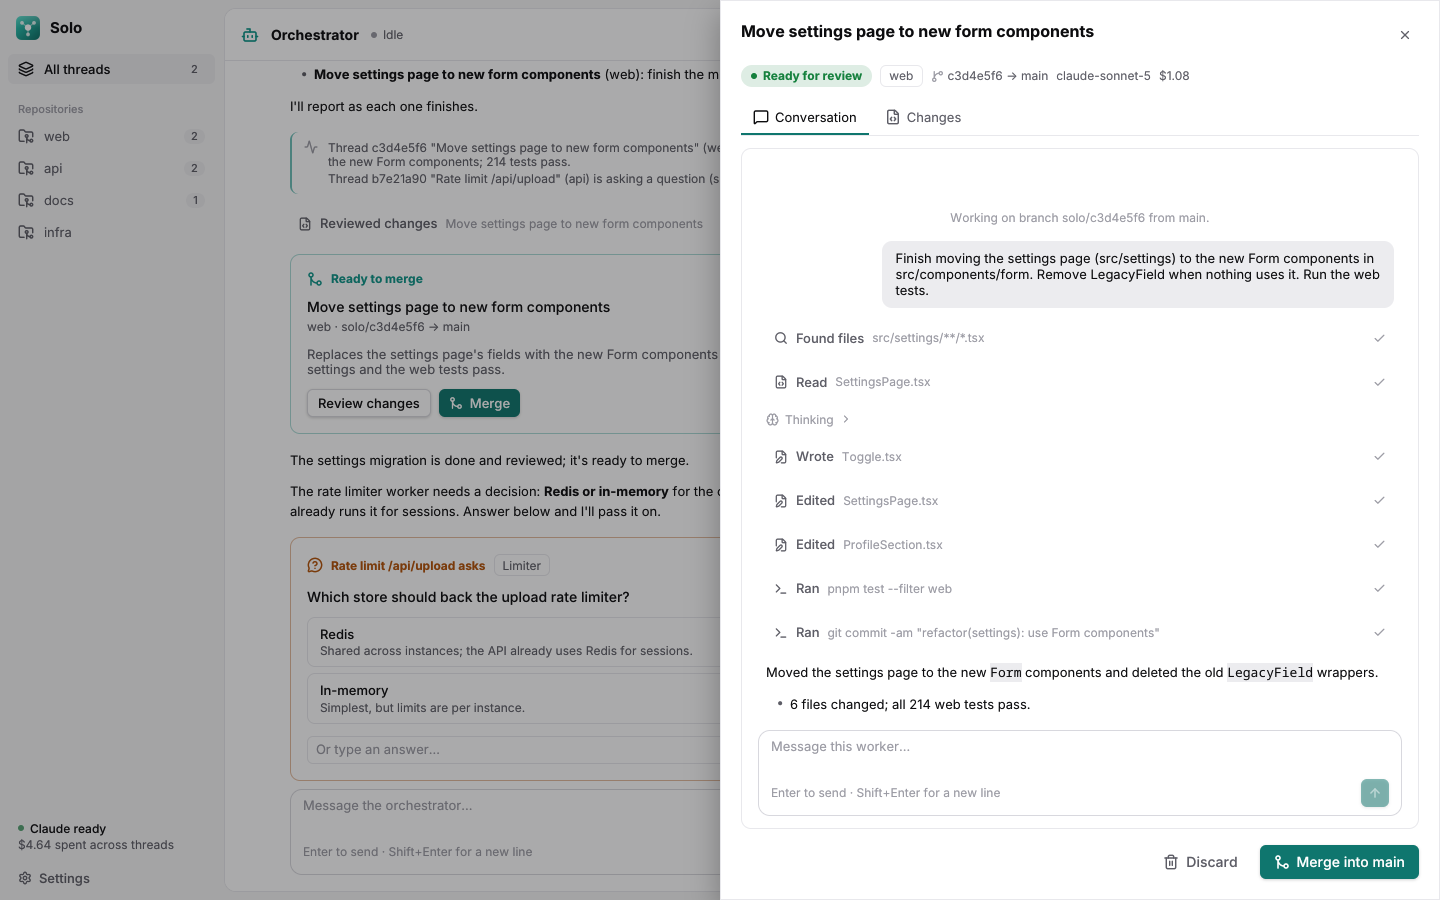 Solo
All threads 2
Repositories
web 2
api 2
docs 1
infra
Claude ready
$4.64 spent across threads
Settings
Orchestrator Idle
Move settings page to new form components (web): finish the m
I'll report as each one finishes.
Thread c3d4e5f6 "Move settings page to new form components" (we
the new Form components; 214 tests pass.
Thread b7e21a90 "Rate limit /api/upload" (api) is asking a question (s
Reviewed changes Move settings page to new form components
Ready to merge
Move settings page to new form components
web · solo/c3d4e5f6 → main
Replaces the settings page's fields with the new Form components
settings and the web tests pass.
Review changes Merge
The settings migration is done and reviewed; it's ready to merge.
The rate limiter worker needs a decision: Redis or in-memory for the
already runs it for sessions. Answer below and I'll pass it on.
Rate limit /api/upload asks Limiter
Which store should back the upload rate limiter?
Redis
Shared across instances; the API already uses Redis for sessions.
In-memory
Simplest, but limits are per instance.
Or type an answer...
Message the orchestrator...
Enter to send · Shift+Enter for a new line
Move settings page to new form components
Ready for review web c3d4e5f6 → main claude-sonnet-5 $1.08
Conversation Changes
Working on branch solo/c3d4e5f6 from main.
Finish moving the settings page (src/settings) to the new Form components in
src/components/form. Remove LegacyField when nothing uses it. Run the web
tests.
Found files src/settings/**/*.tsx
Read SettingsPage.tsx
Thinking
Wrote Toggle.tsx
Edited SettingsPage.tsx
Edited ProfileSection.tsx
Ran pnpm test --filter web
Ran git commit -am "refactor(settings): use Form components"
Moved the settings page to the new Form components and deleted the old LegacyField wrappers.
6 files changed; all 214 web tests pass.
Message this worker...
Enter to send · Shift+Enter for a new line
Discard Merge into main